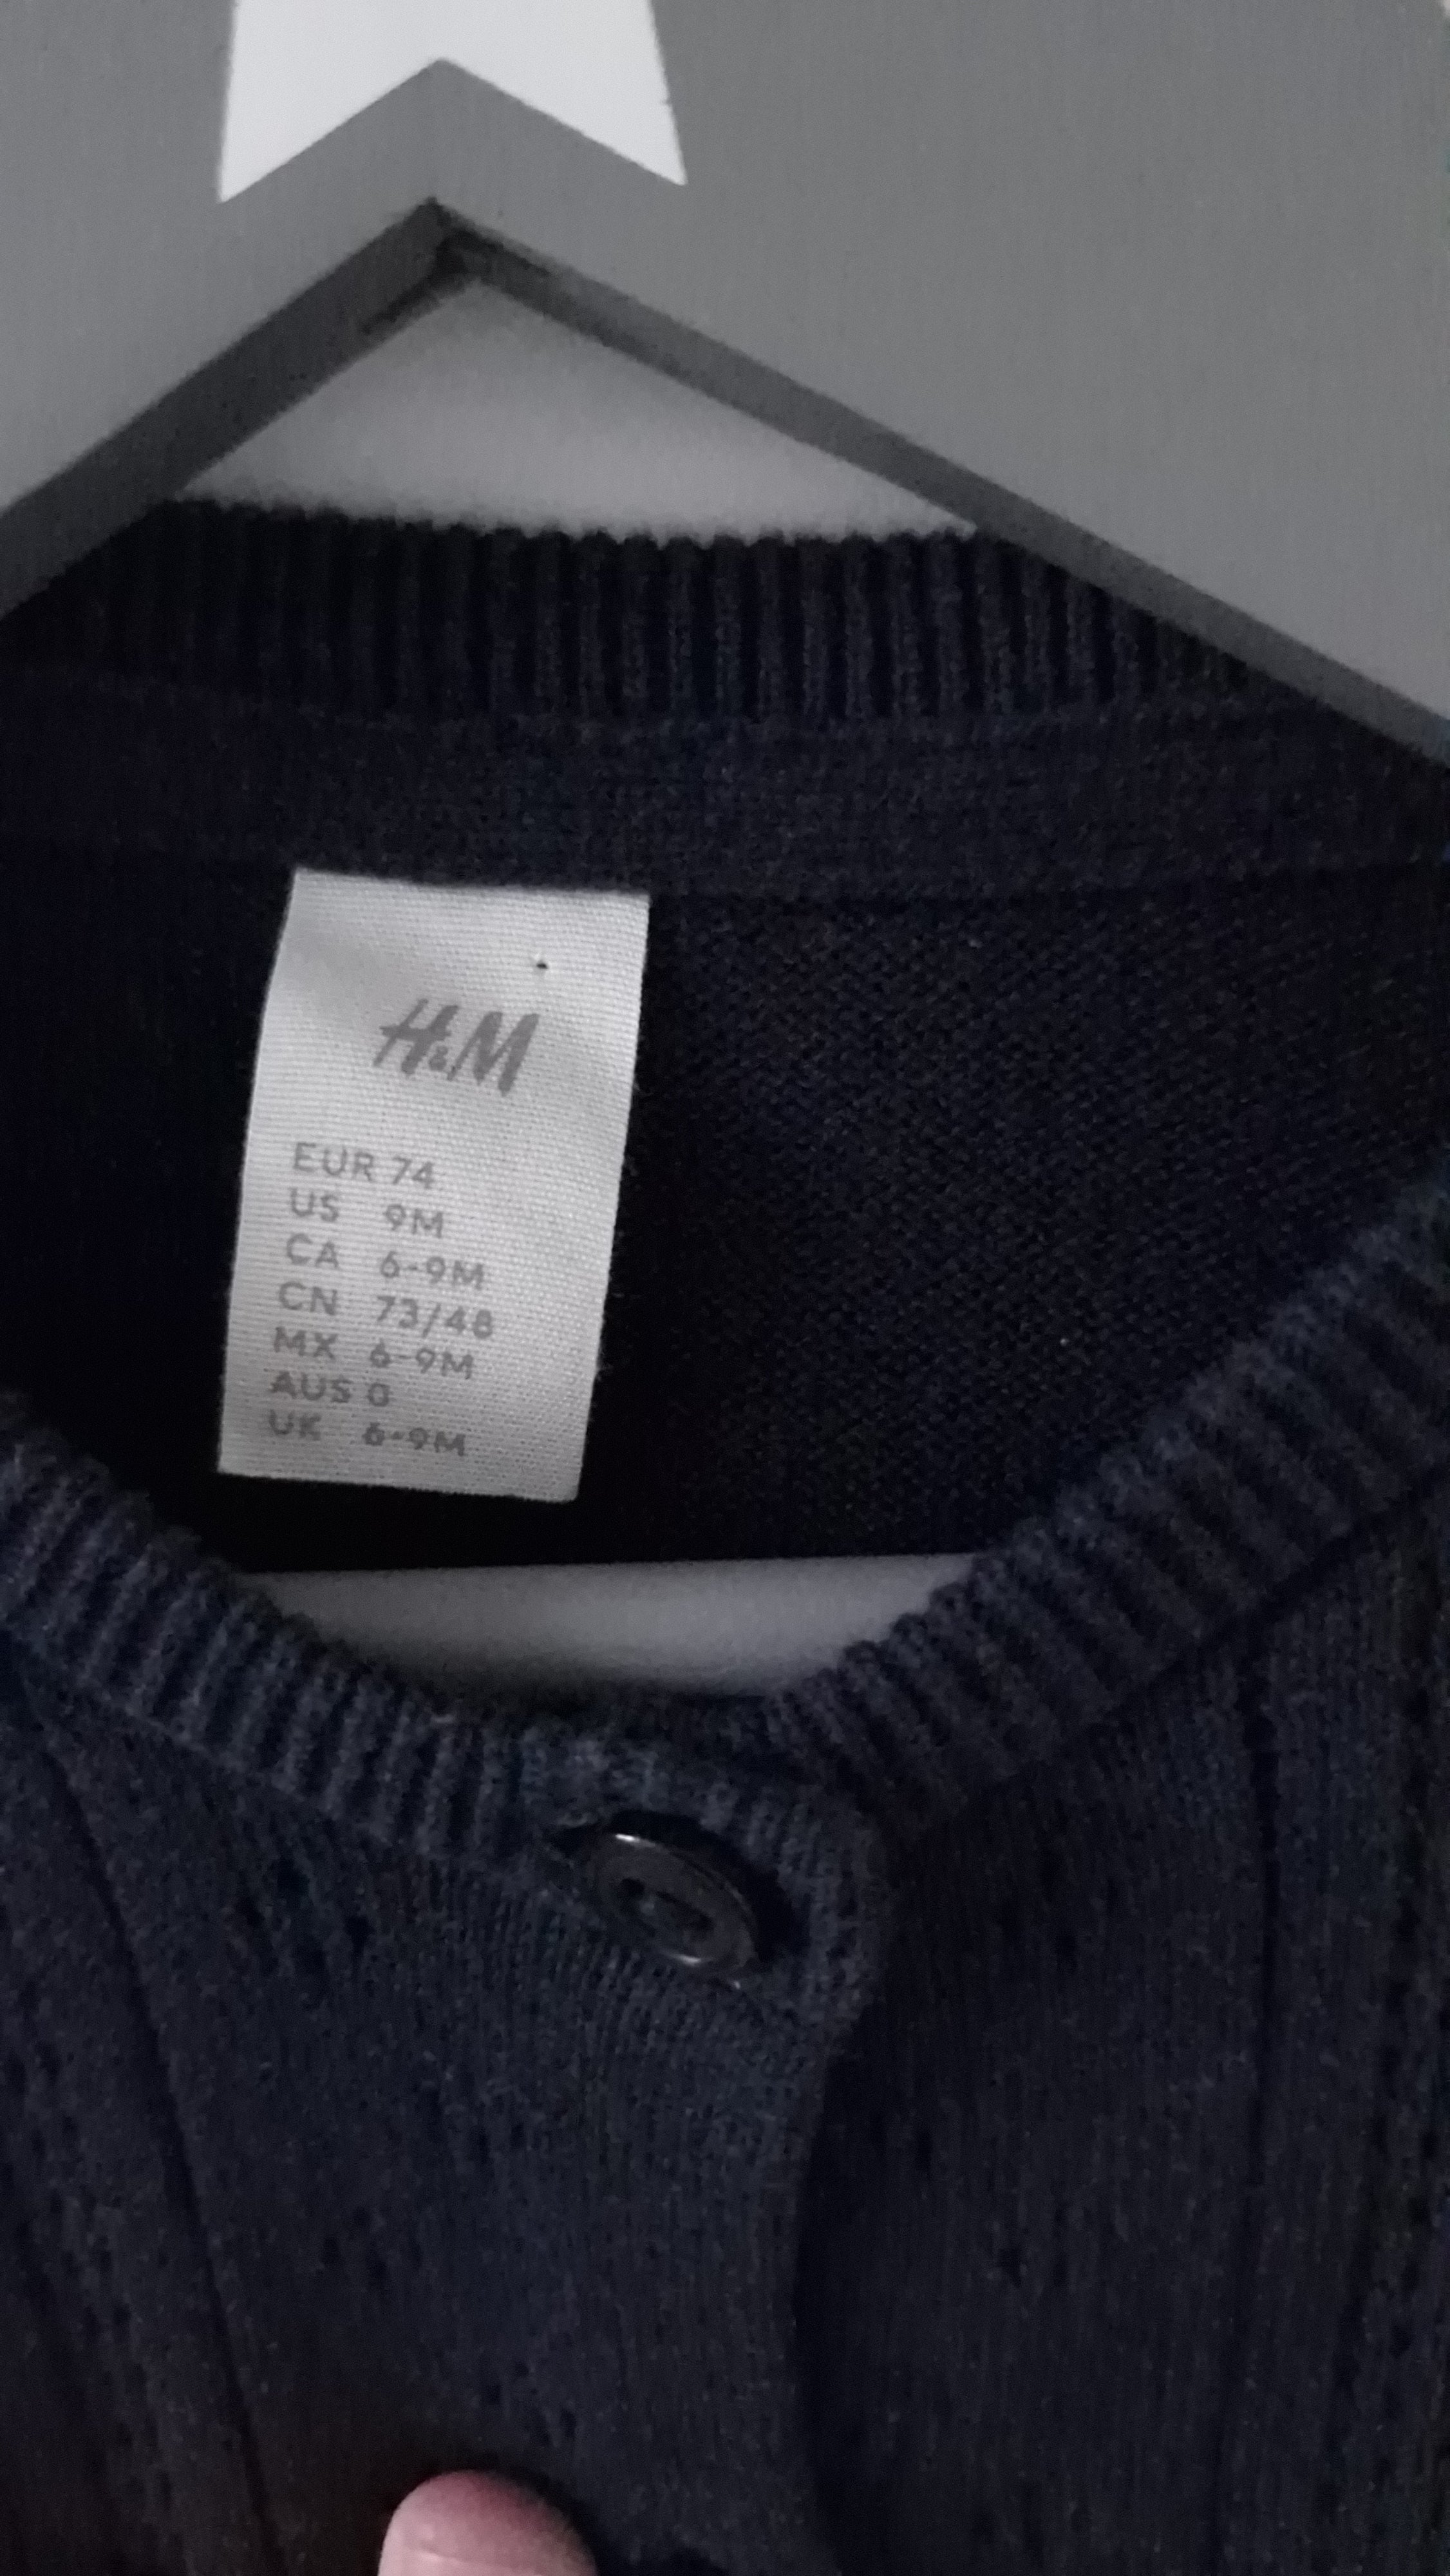 H&M
EUR 74
US 9M
CA 6-9M
CN 73/48
MX 6-9M
AUS 0
UK 6-9M